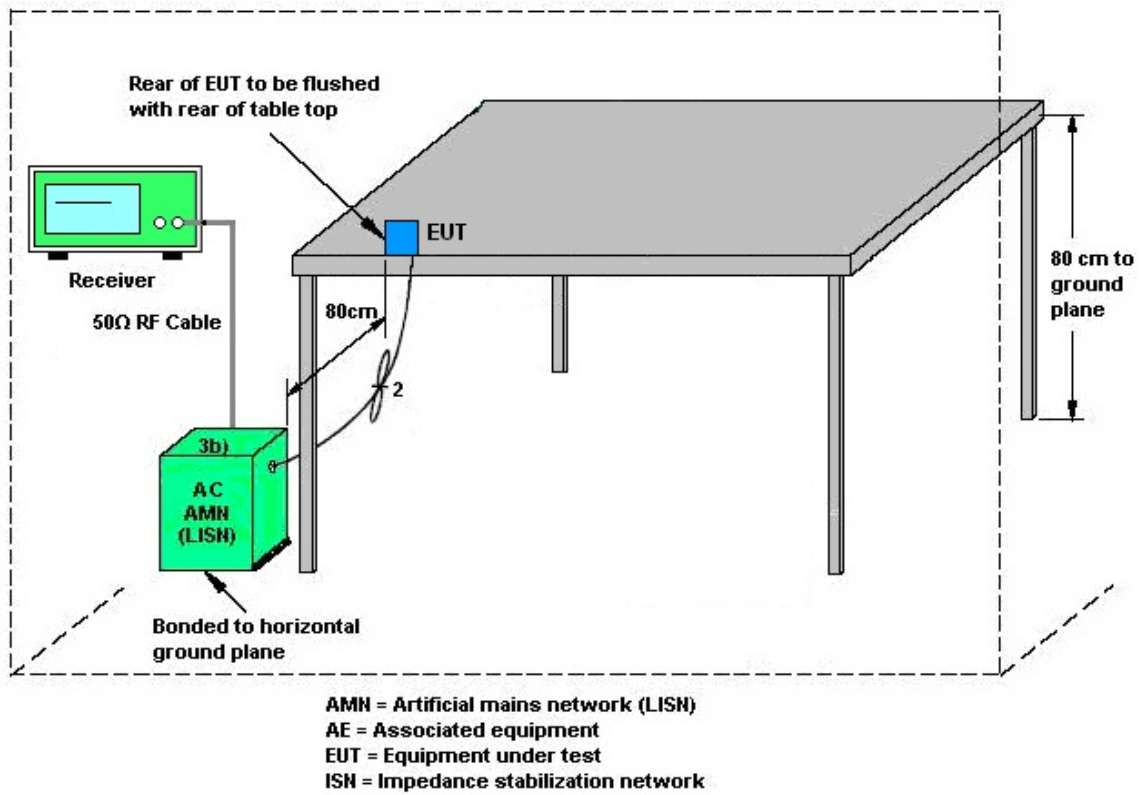 Rear of EUT to be flushed
with rear of table top
EUT
Receiver
50Ω RF Cable
80cm
80 cm to
ground
plane
2
3b)
AC
AMN
(LISN)
Bonded to horizontal
ground plane
AMN = Artificial mains network (LISN)
AE = Associated equipment
EUT = Equipment under test
ISN = Impedance stabilization network